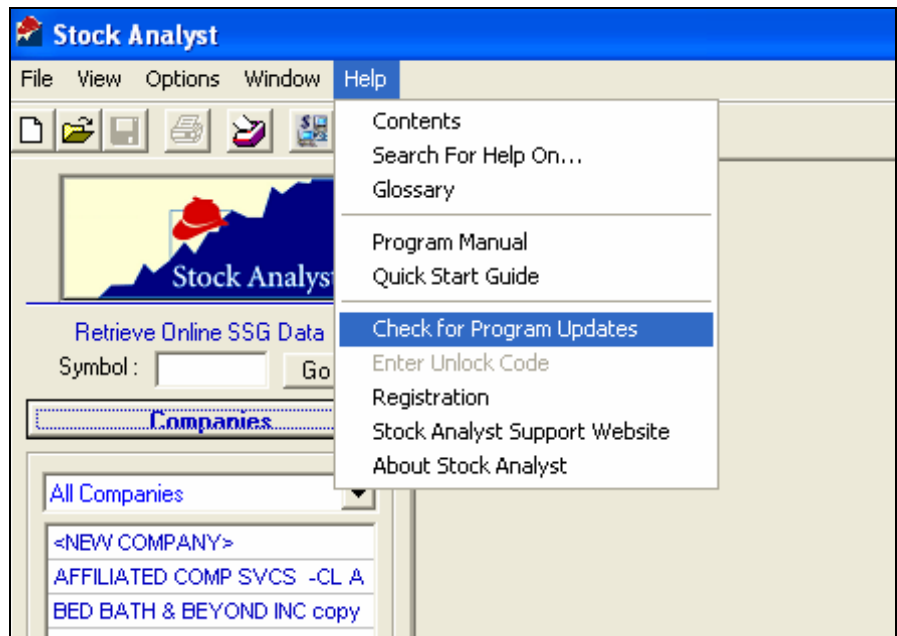 Stock Analyst
File View Options Window Help
Contents
Search For Help On...
Glossary
Program Manual
Quick Start Guide
Check for Program Updates
Enter Unlock Code
Registration
Stock Analyst Support Website
About Stock Analyst
Stock Analys
Retrieve Online SSG Data
Symbol : Go
Companies
All Companies
<NEW COMPANY>
AFFILIATED COMP SVCS -CL A
BED BATH & BEYOND INC copy